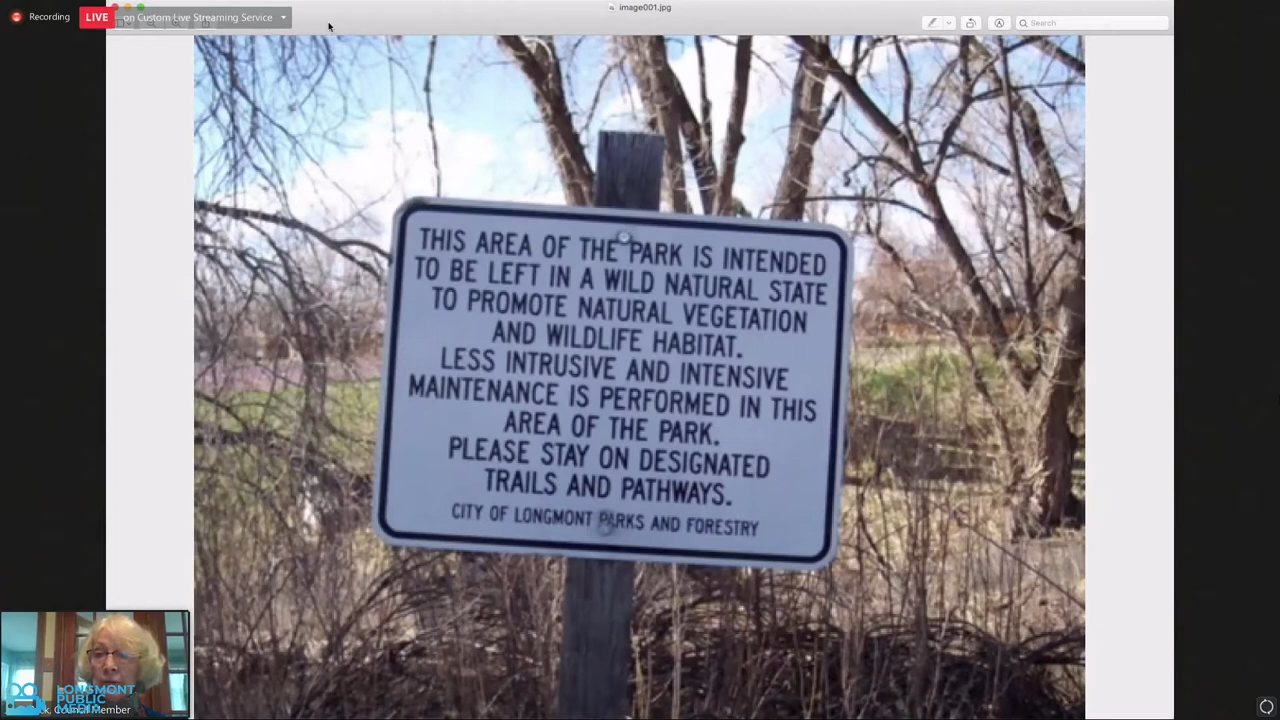 Recording
LIVE
on Custom Live Streaming Service
image001.jpg
Search
THIS AREA OF THE PARK IS INTENDED
TO BE LEFT IN A WILD NATURAL STATE
TO PROMOTE NATURAL VEGETATION
AND WILDLIFE HABITAT.
LESS INTRUSIVE AND INTENSIVE
MAINTENANCE IS PERFORMED IN THIS
AREA OF THE PARK.
PLEASE STAY ON DESIGNATED
TRAILS AND PATHWAYS.
CITY OF LONGMONT PARKS AND FORESTRY
LONGMONT
PUBLIC
MEDIA
Council Member